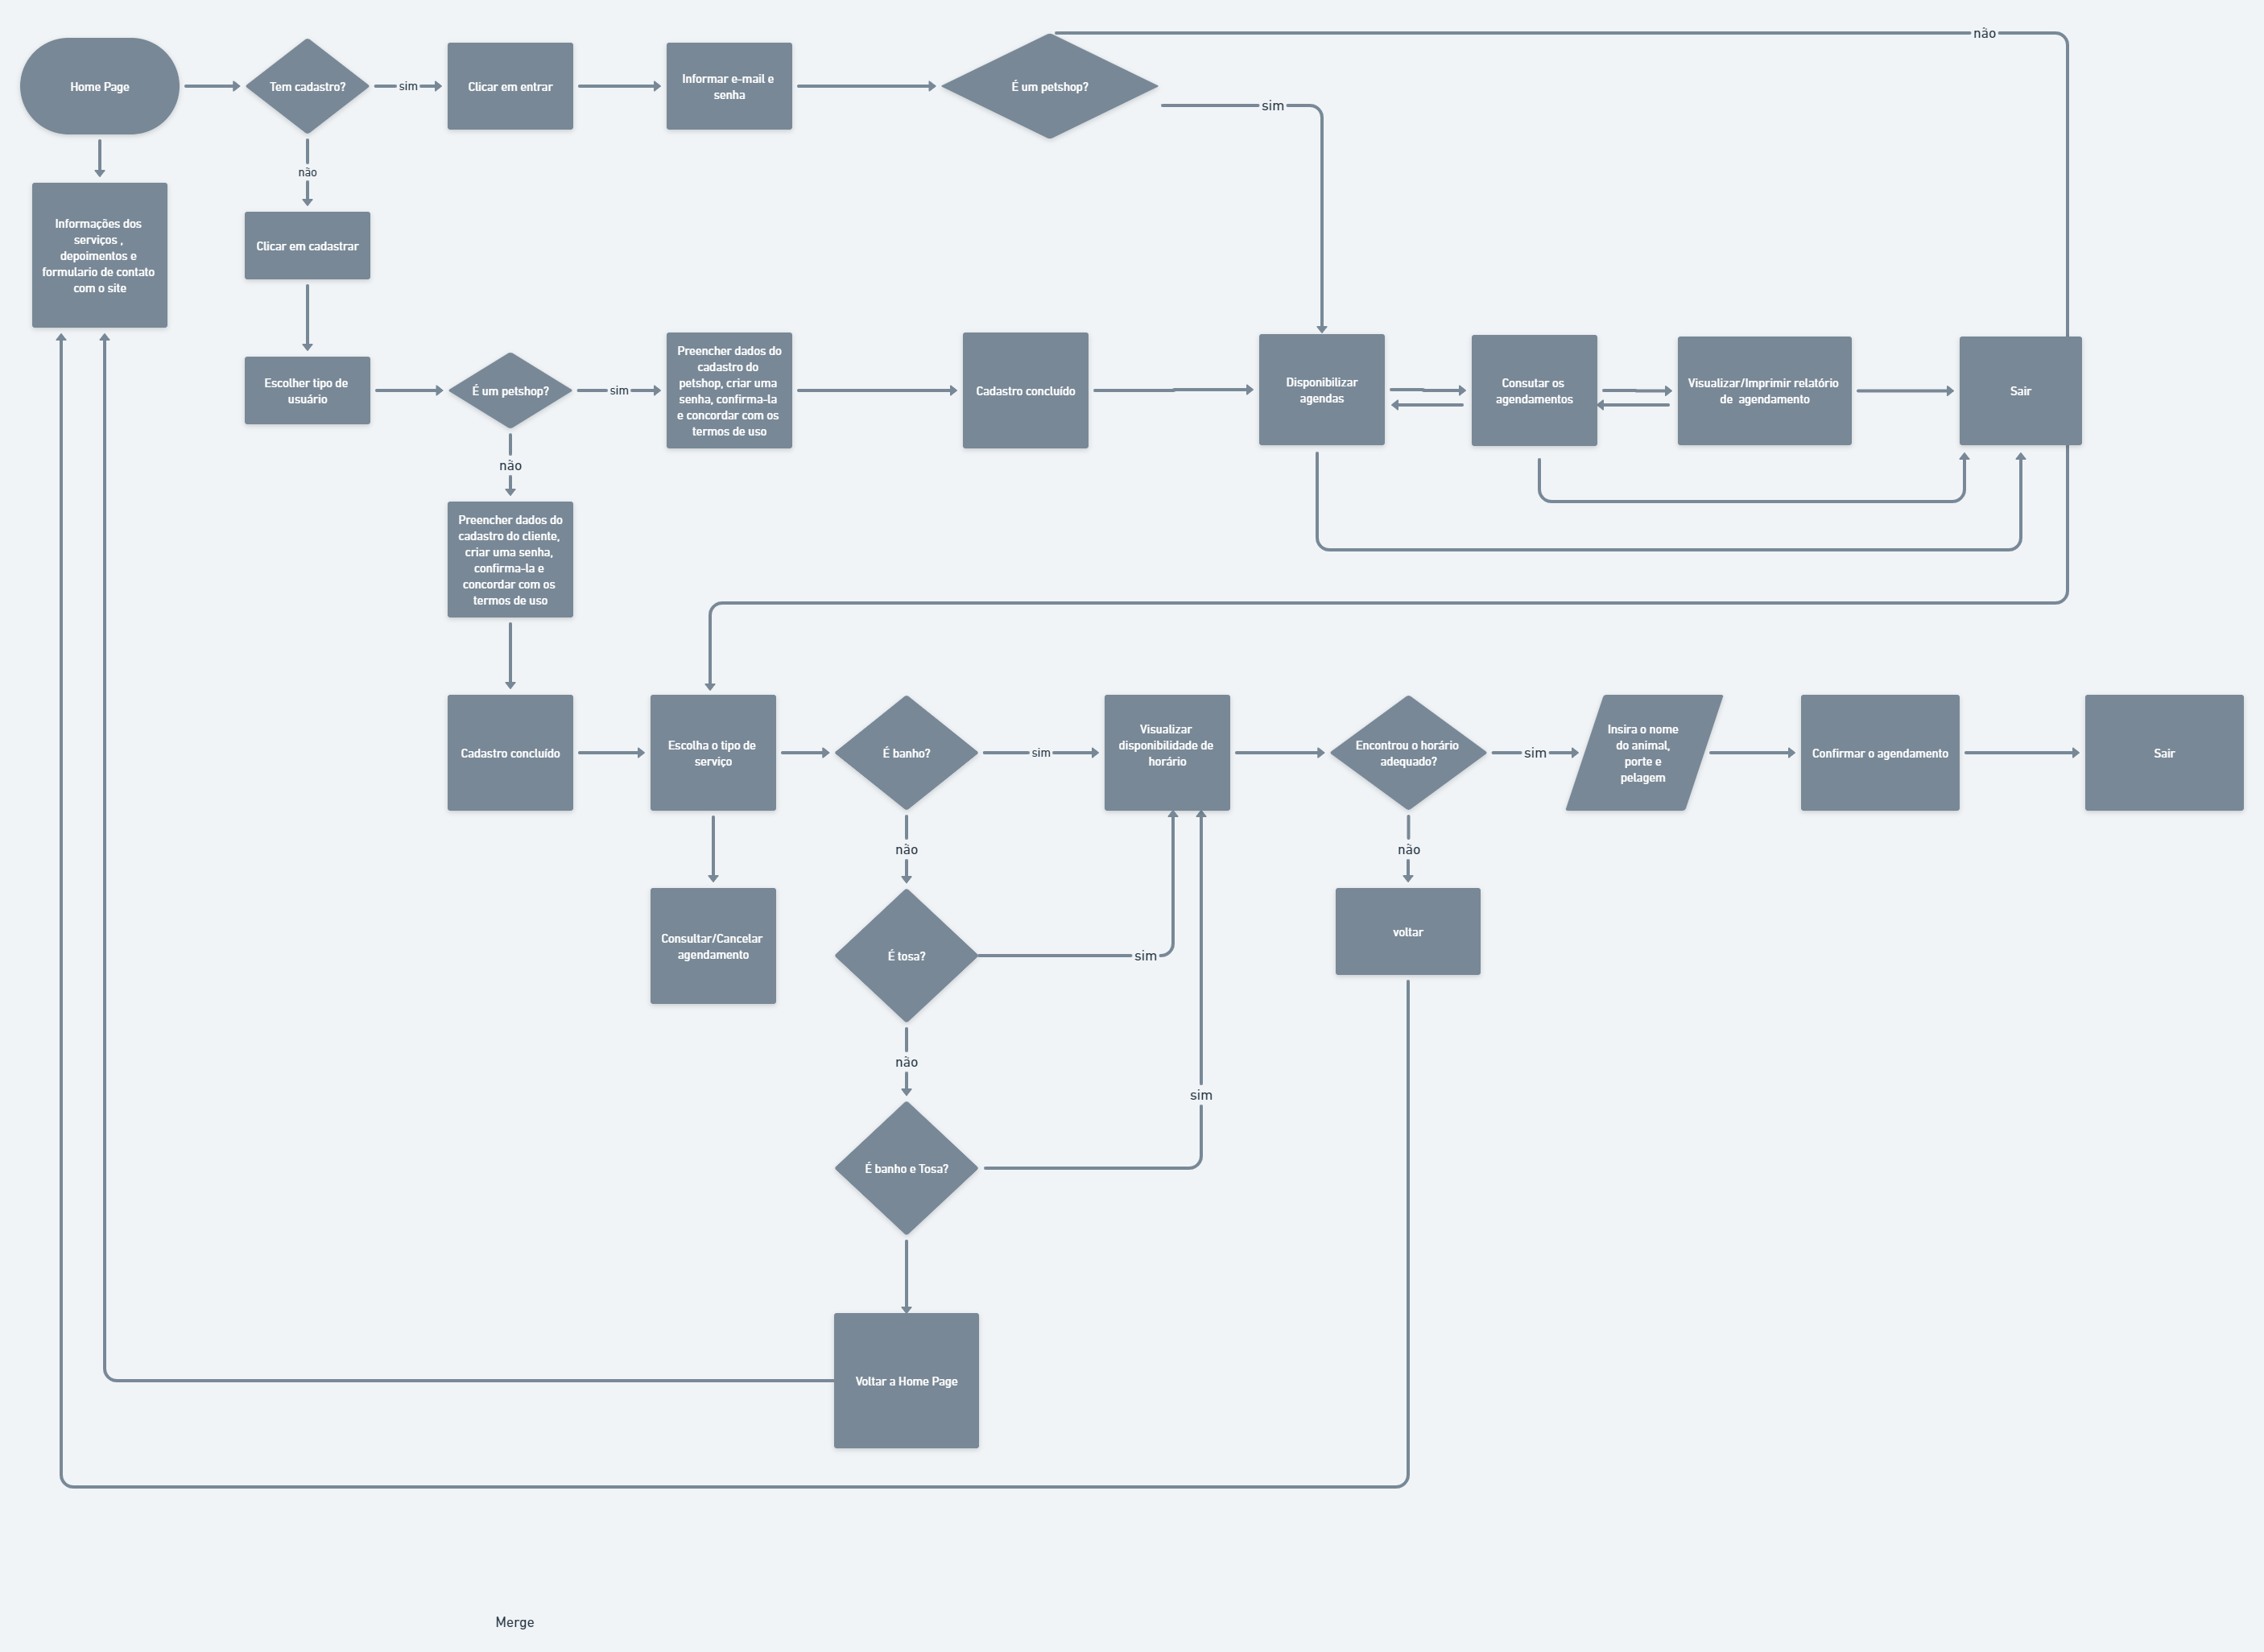 Home Page
Tem cadastro?
sim
Clicar em entrar
Informar e-mail e
senha
É um petshop?
não
sim
não
Informações dos
serviços ,
depoimentos e
formulario de contato
com o site
Clicar em cadastrar
Escolher tipo de
usuário
É um petshop?
sim
Preencher dados do
cadastro do
petshop, criar uma
senha, confirma-la
e concordar com os
termos de uso
Cadastro concluído
Disponibilizar
agendas
Consutar os
agendamentos
Visualizar/Imprimir relatório
de agendamento
Sair
não
Preencher dados do
cadastro do cliente,
criar uma senha,
confirma-la e
concordar com os
termos de uso
Cadastro concluído
Escolha o tipo de
serviço
É banho?
sim
Visualizar
disponibilidade de
horário
Encontrou o horário
adequado?
sim
Insira o nome
do animal,
porte e
pelagem
Confirmar o agendamento
Sair
não
não
Consultar/Cancelar
agendamento
É tosa?
sim
voltar
não
sim
É banho e Tosa?
Voltar a Home Page
Merge